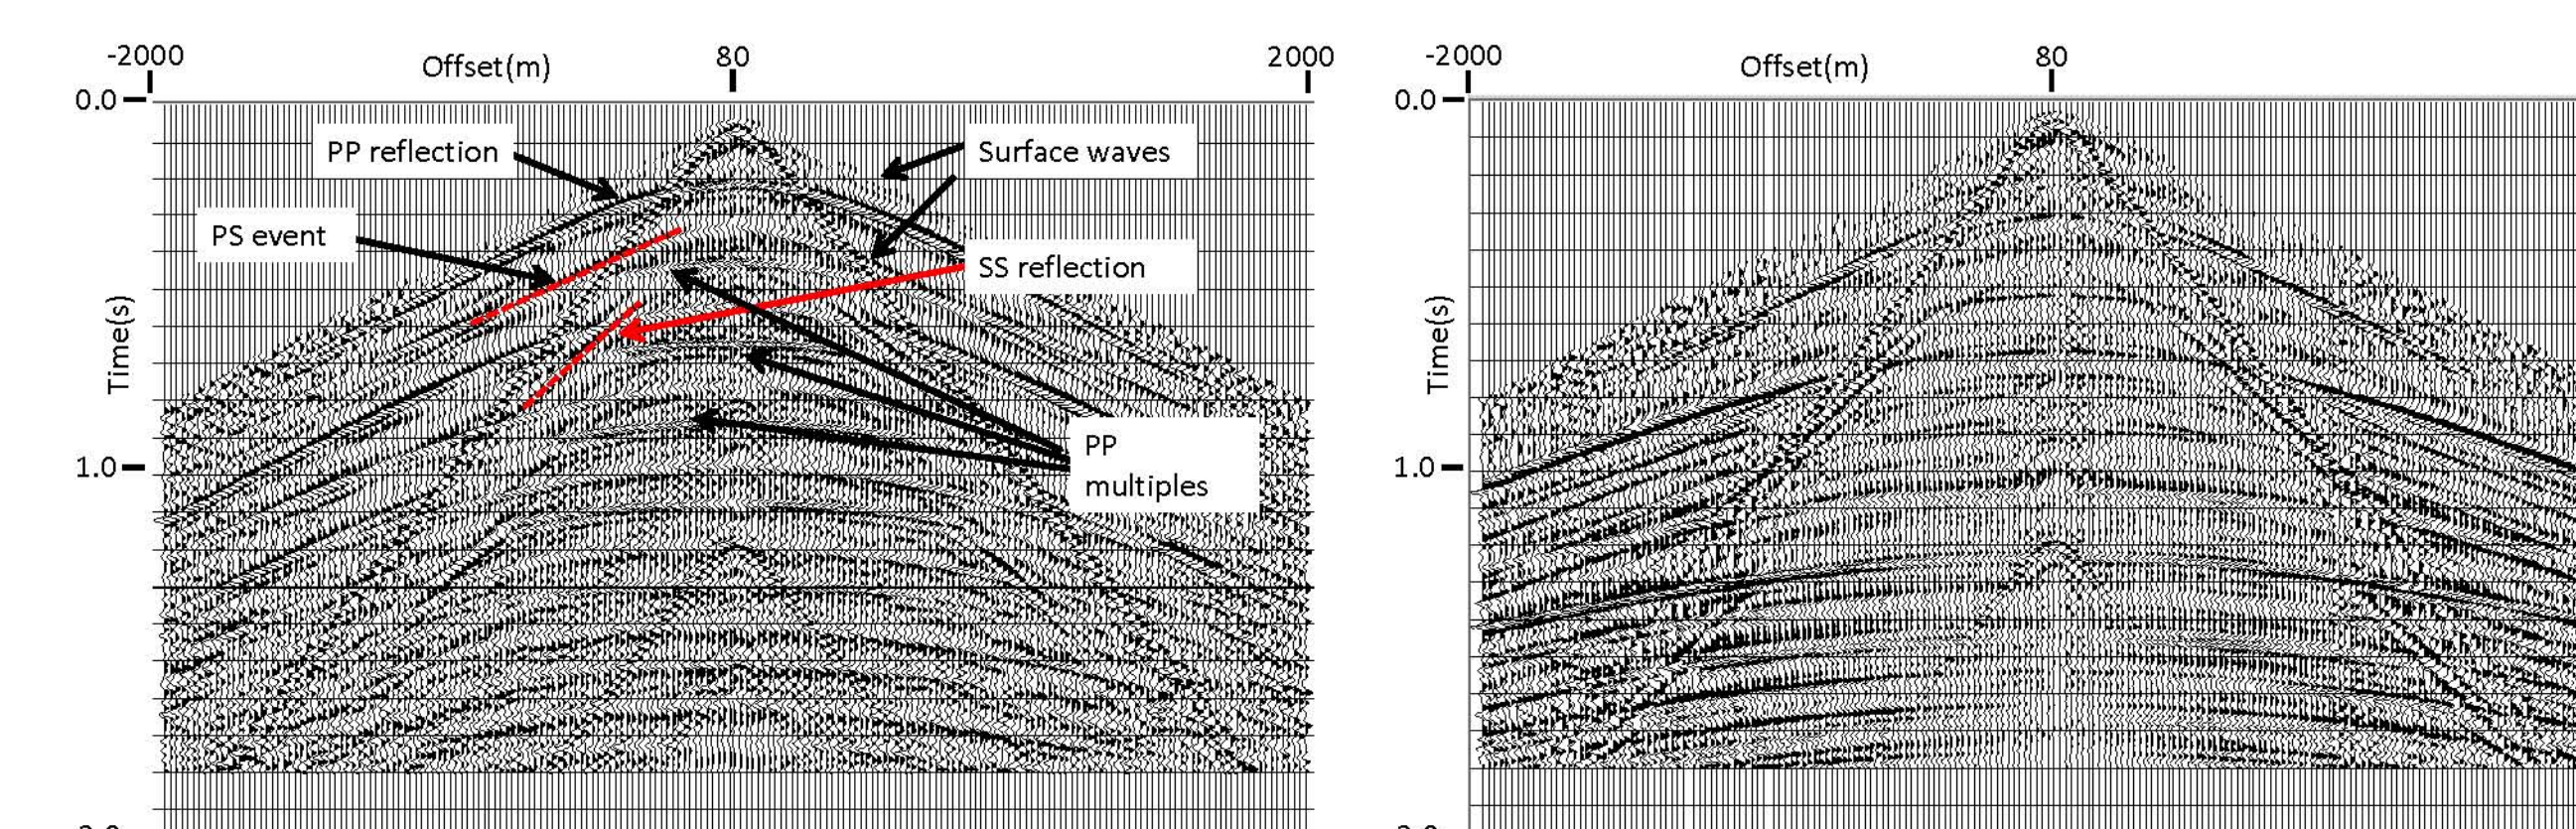 -2000
Offset(m)
80
2000
0.0
PP reflection
Surface waves
PS event
SS reflection
Time(s)
1.0
PP
multiples
-2000
Offset(m)
80
0.0
Time(s)
1.0